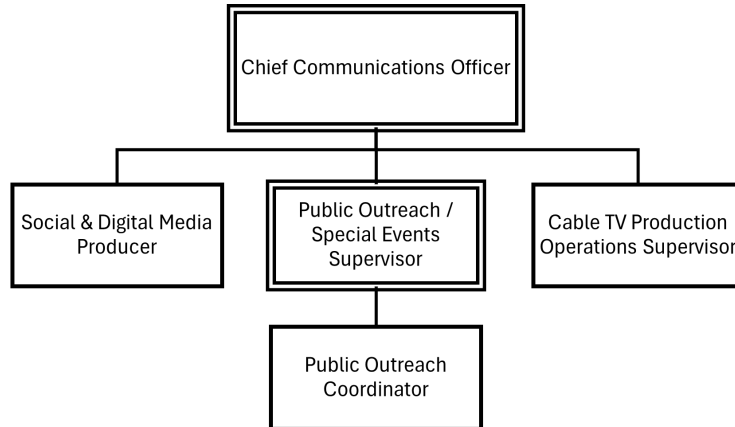 Chief Communications Officer
Social & Digital Media
Producer
Public Outreach /
Special Events
Supervisor
Cable TV Production
Operations Supervisor
Public Outreach
Coordinator